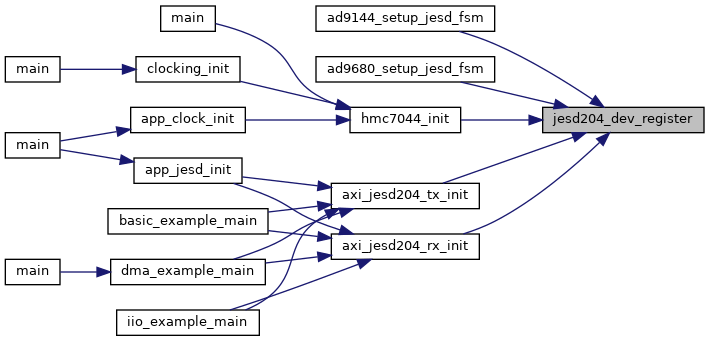 main
ad9144_setup_jesd_fsm
main
clocking_init
ad9680_setup_jesd_fsm
app_clock_init
hmc7044_init
jesd204_dev_register
main
app_jesd_init
axi_jesd204_tx_init
basic_example_main
axi_jesd204_rx_init
main
dma_example_main
iio_example_main